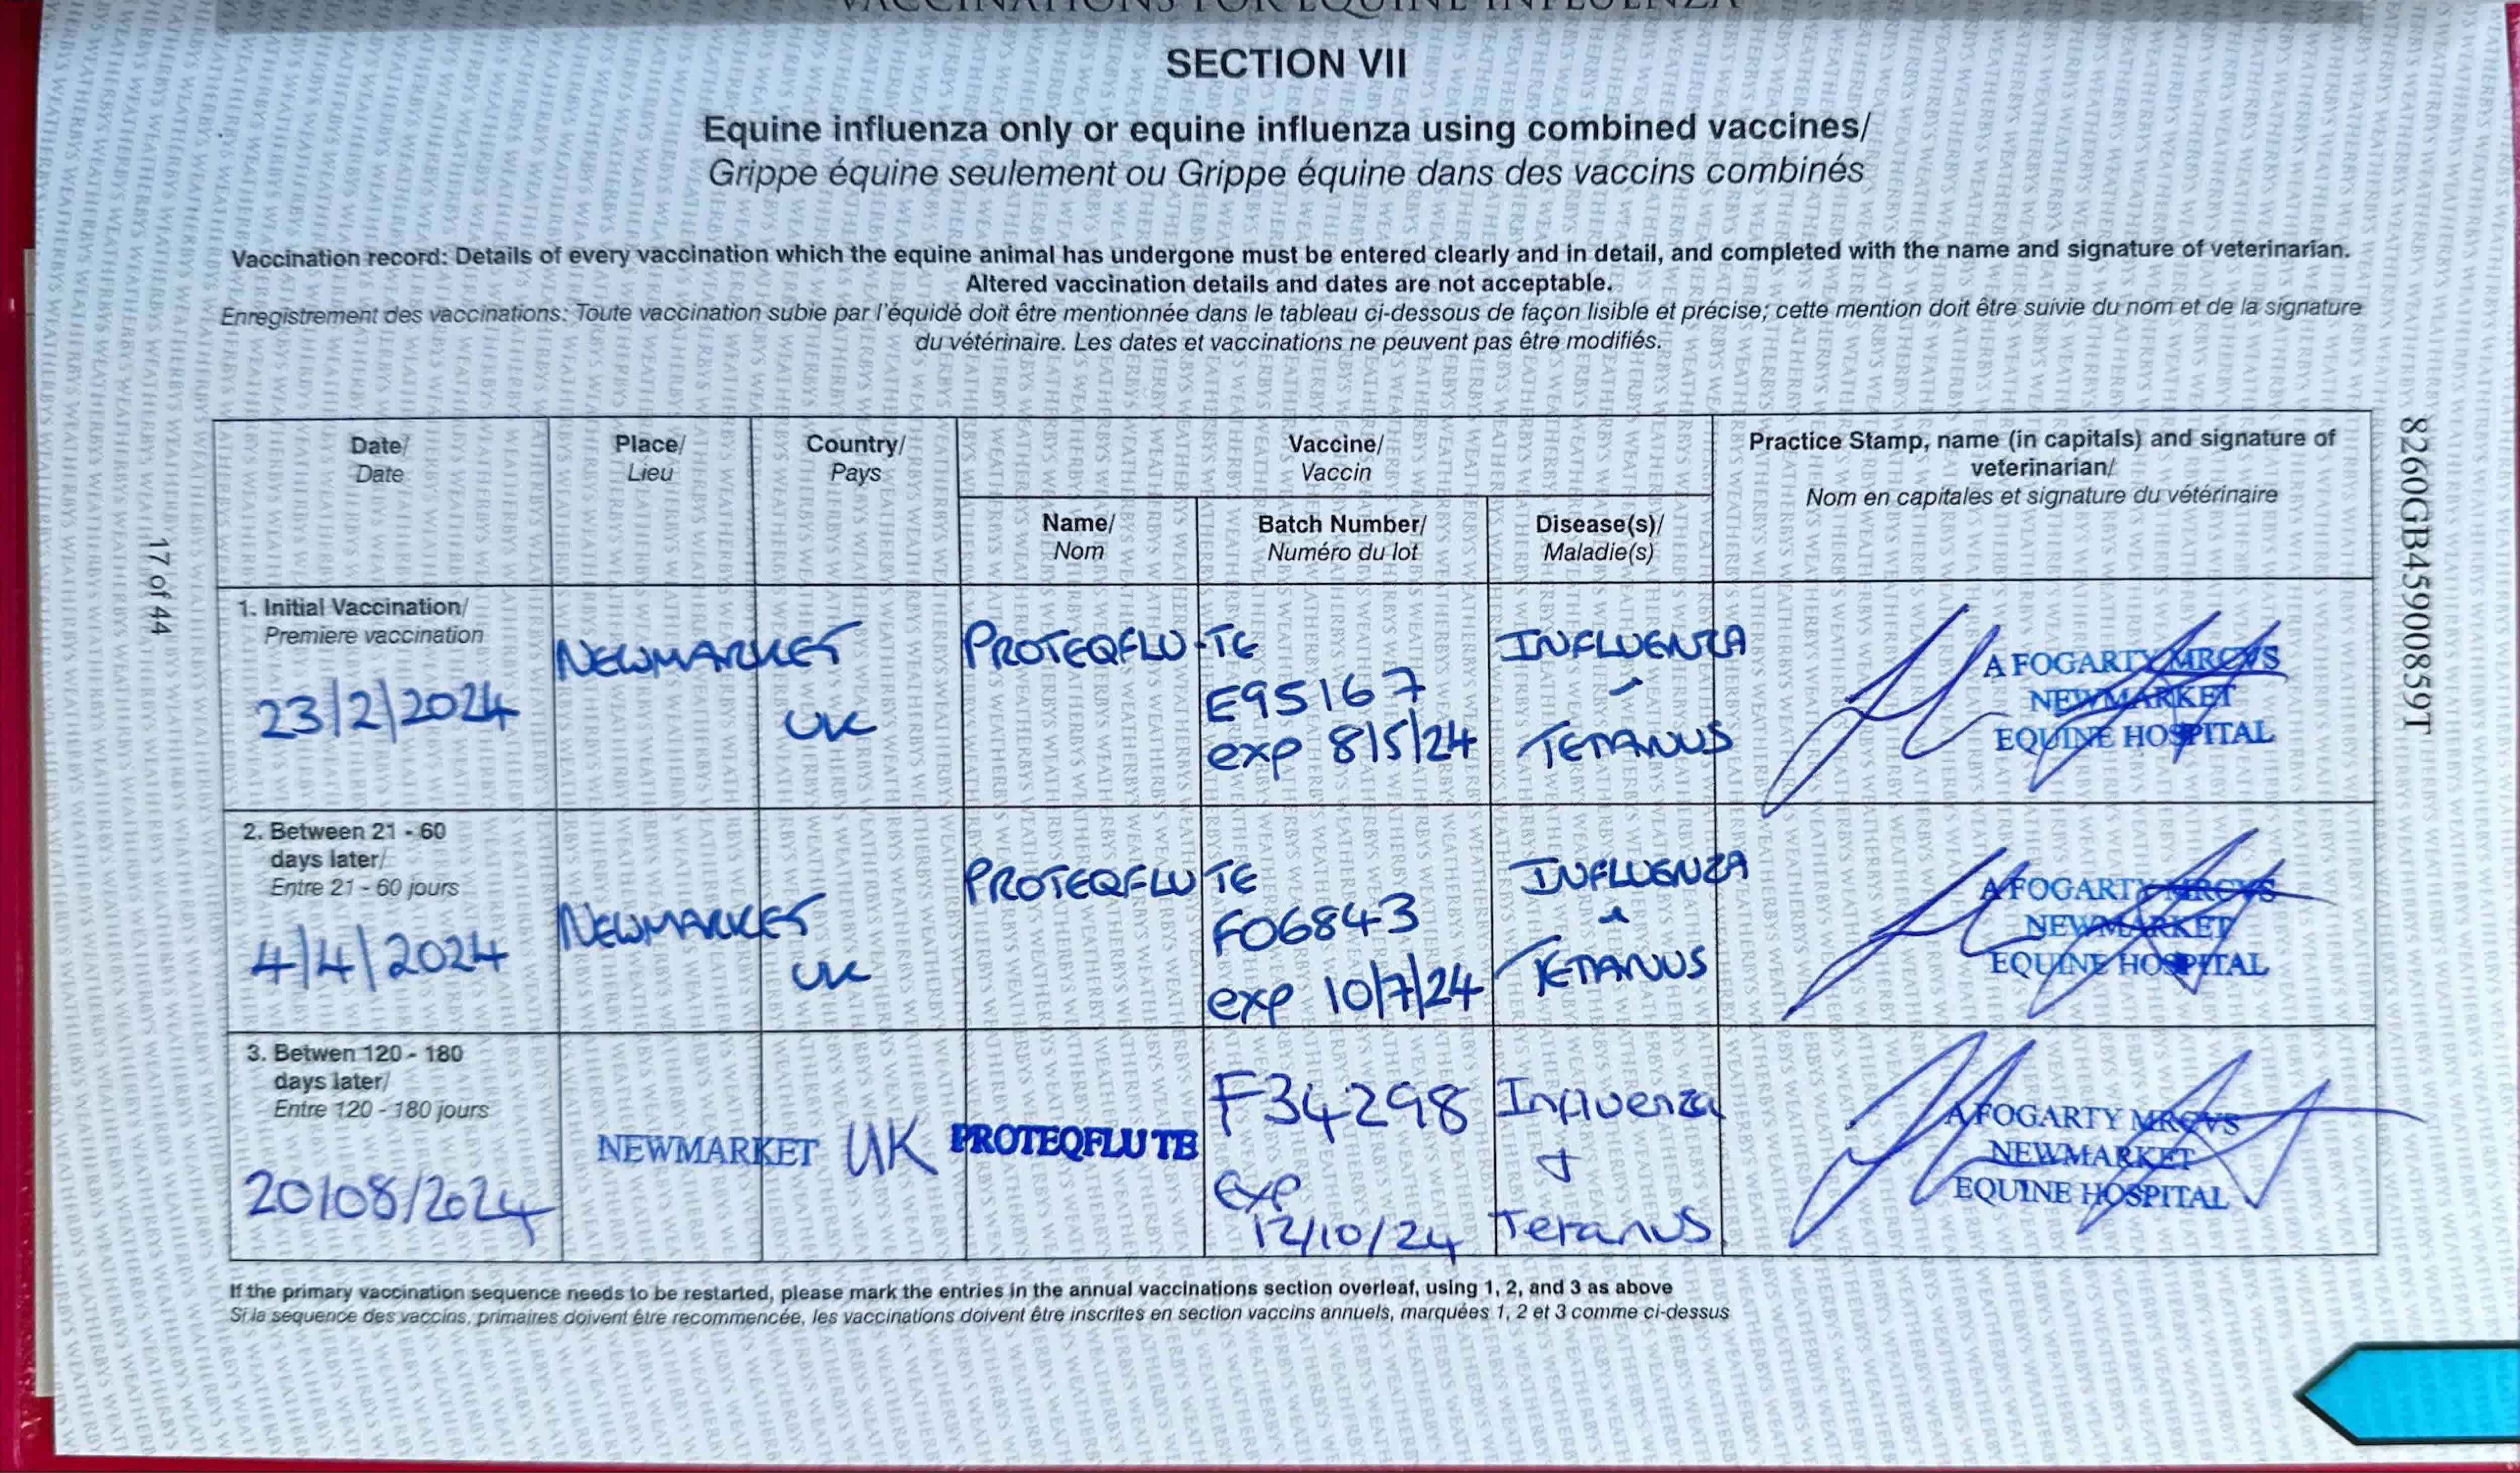 VACCINATIONS FOR EQUINE INFLUENZA
SECTION VII
Equine influenza only or equine influenza using combined vaccines/
Grippe équine seulement ou Grippe équine dans des vaccins combinés
Vaccination record: Details of every vaccination which the equine animal has undergone must be entered clearly and in detail, and completed with the name and signature of veterinarian.
Altered vaccination details and dates are not acceptable.
Enregistrement des vaccinations: Toute vaccination subie par l'équidé doit être mentionnée dans le tableau ci-dessous de façon lisible et précise; cette mention doit être suivie du nom et de la signature
du vétérinaire. Les dates et vaccinations ne peuvent pas être modifiés.
Date/
Date
Place/
Lieu
Country/
Pays
Vaccine/
Vaccin
Name/
Nom
Batch Number/
Numéro du lot
Disease(s)/
Maladie(s)
Practice Stamp, name (in capitals) and signature of
veterinarian/
Nom en capitales et signature du vétérinaire
1. Initial Vaccination/
Premiere vaccination
23/2/2024
NEWMARKET
UK
PROTEQFLU-TE
E95167
exp 8/5/24
INFLUENZA
TETANUS
A FOGARTY MRCVS
NEWMARKET
EQUINE HOSPITAL
2. Between 21 - 60
days later/
Entre 21 - 60 jours
4/4/2024
NEWMARKET
UK
PROTEQFLU TE
F06843
exp 10/7/24
INFLUENZA
+
TETANUS
A FOGARTY MRCVS
NEWMARKET
EQUINE HOSPITAL
3. Betwen 120 - 180
days later/
Entre 120 - 180 jours
20/08/2024
NEWMARKET
UK
PROTEQFLU TE
F34298
exp
12/10/24
Influenza
+
Tetanus
A FOGARTY MRCVS
NEWMARKET
EQUINE HOSPITAL
If the primary vaccination sequence needs to be restarted, please mark the entries in the annual vaccinations section overleaf, using 1, 2, and 3 as above
Si la sequence des vaccins, primaires doivent être recommencée, les vaccinations doivent être inscrites en section vaccins annuels, marquées 1, 2 et 3 comme ci-dessus
17 of 44
8260GB45900859T
WEATHERBYS